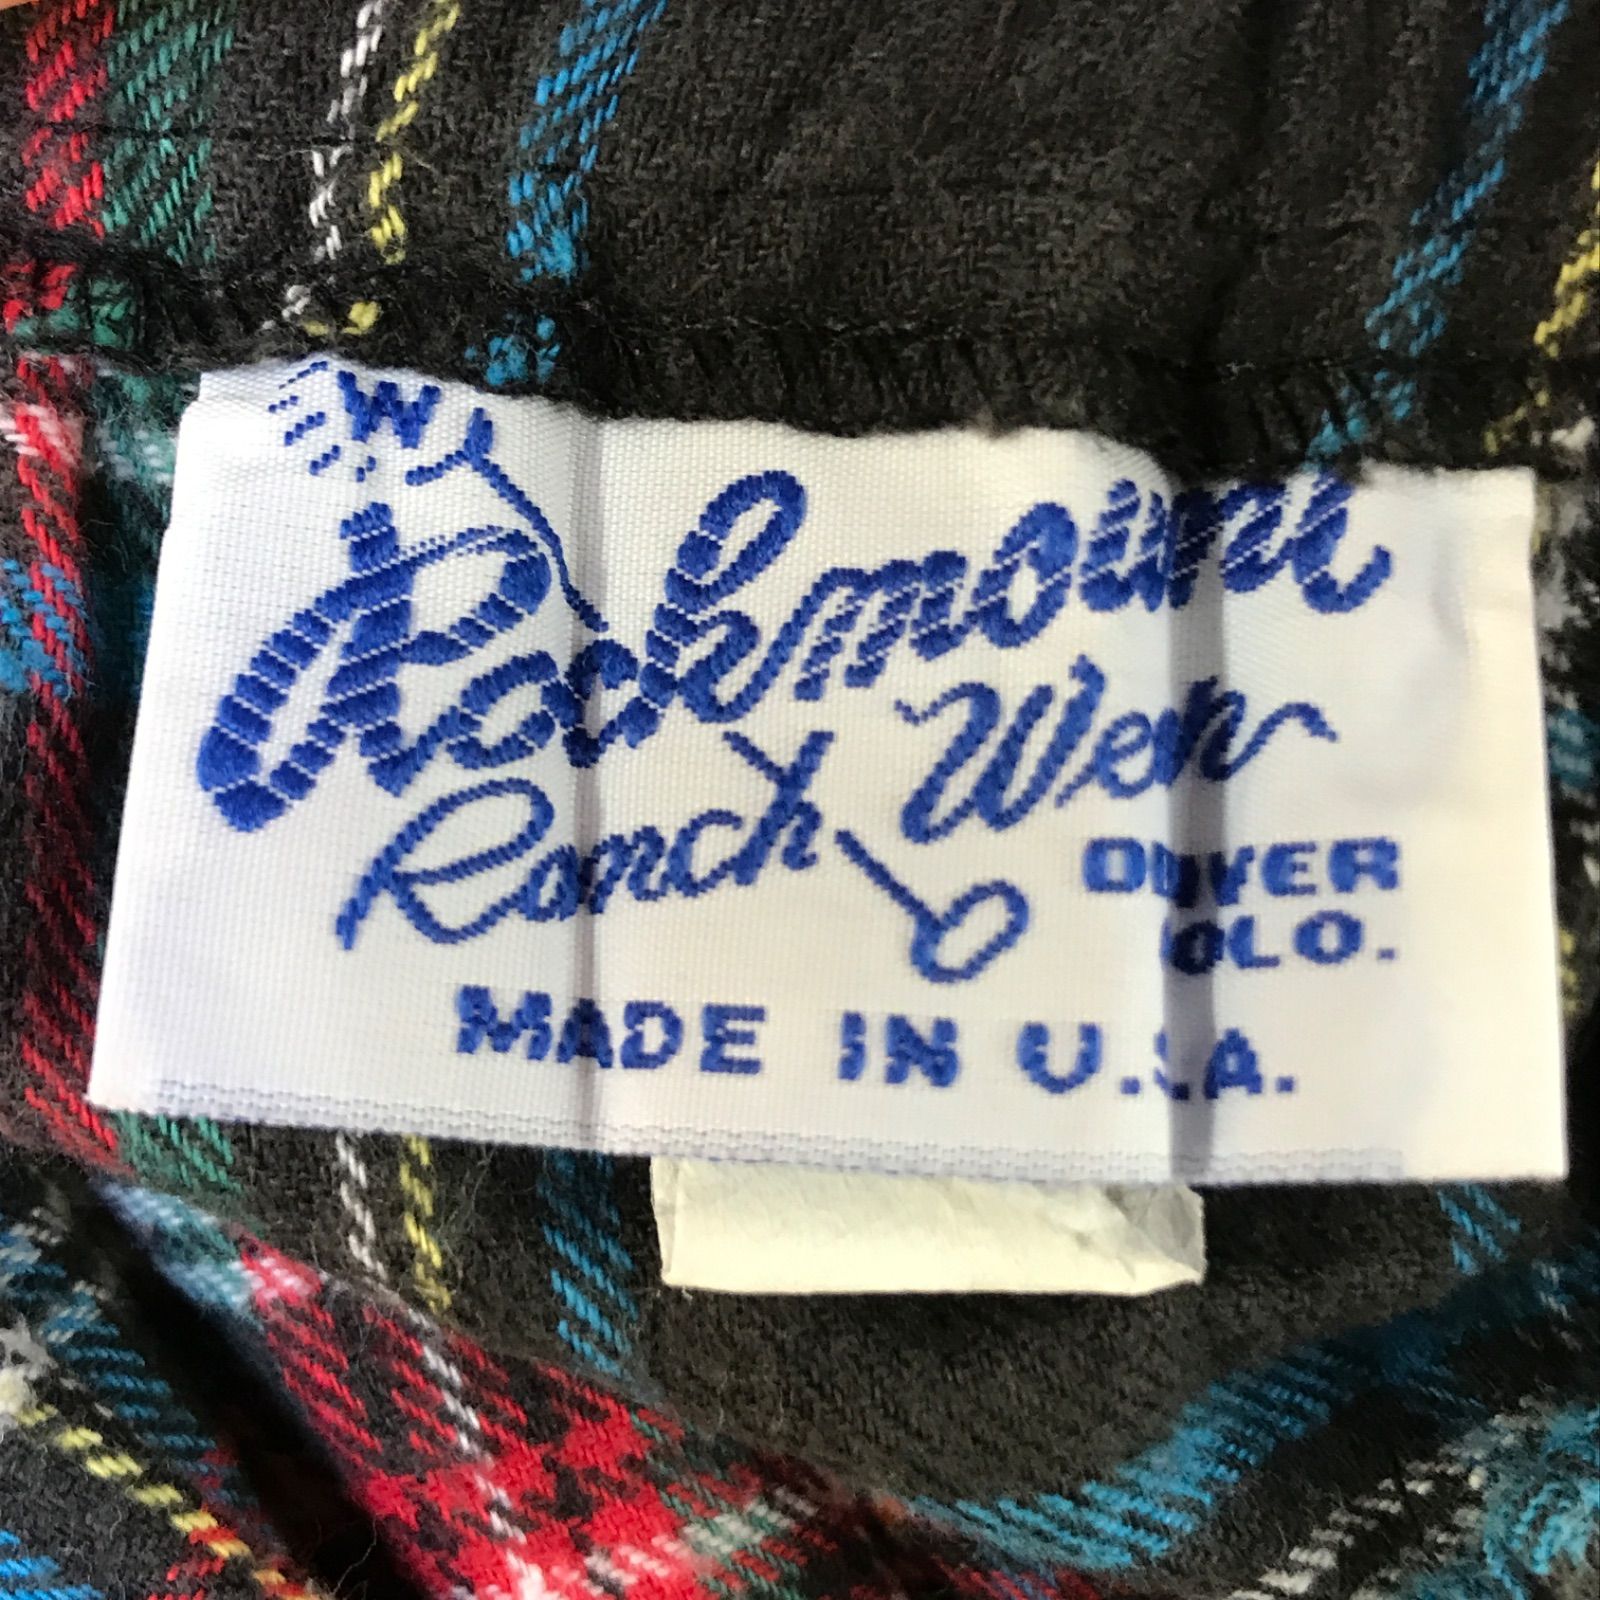 W
Rockmount
Ranch Wear
DENVER
COLO.
MADE IN U.S.A.